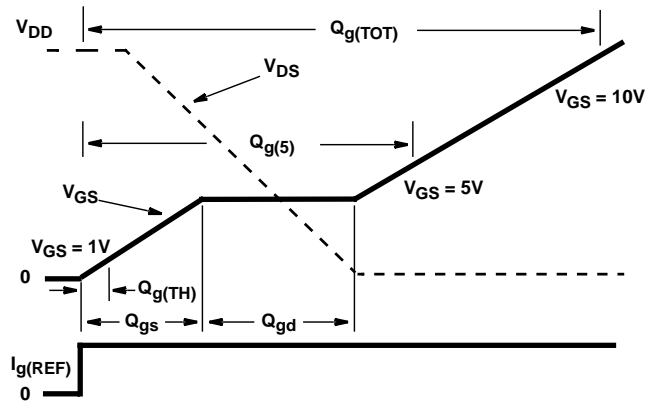 V_DD
Q_g(TOT)
V_DS
V_GS = 10V
Q_g(5)
V_GS = 5V
V_GS
V_GS = 1V
0
Q_g(TH)
Q_gs
Q_gd
I_g(REF)
0